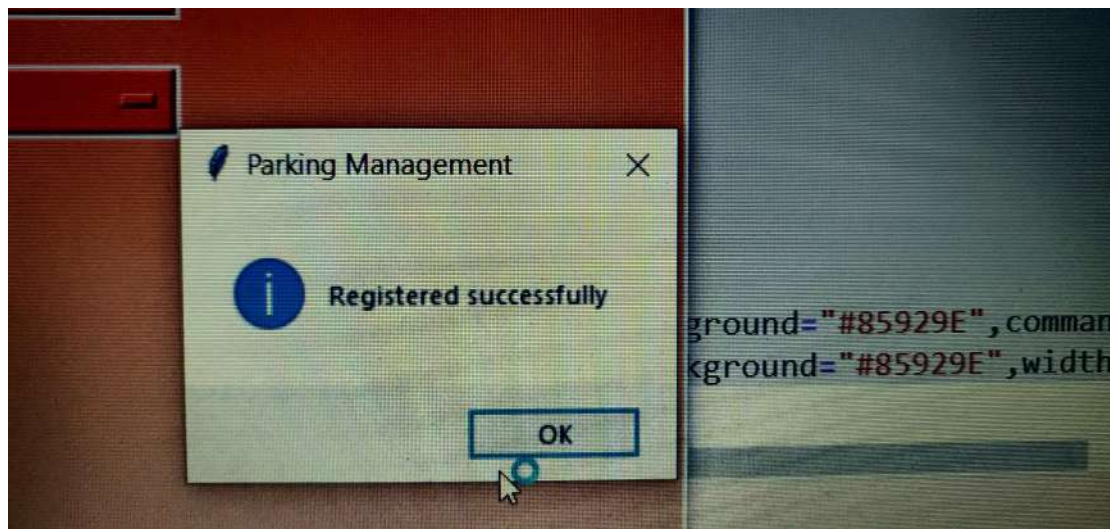 Parking Management
Registered successfully
ground="#85929E",comman
kground="#85929E",width
OK